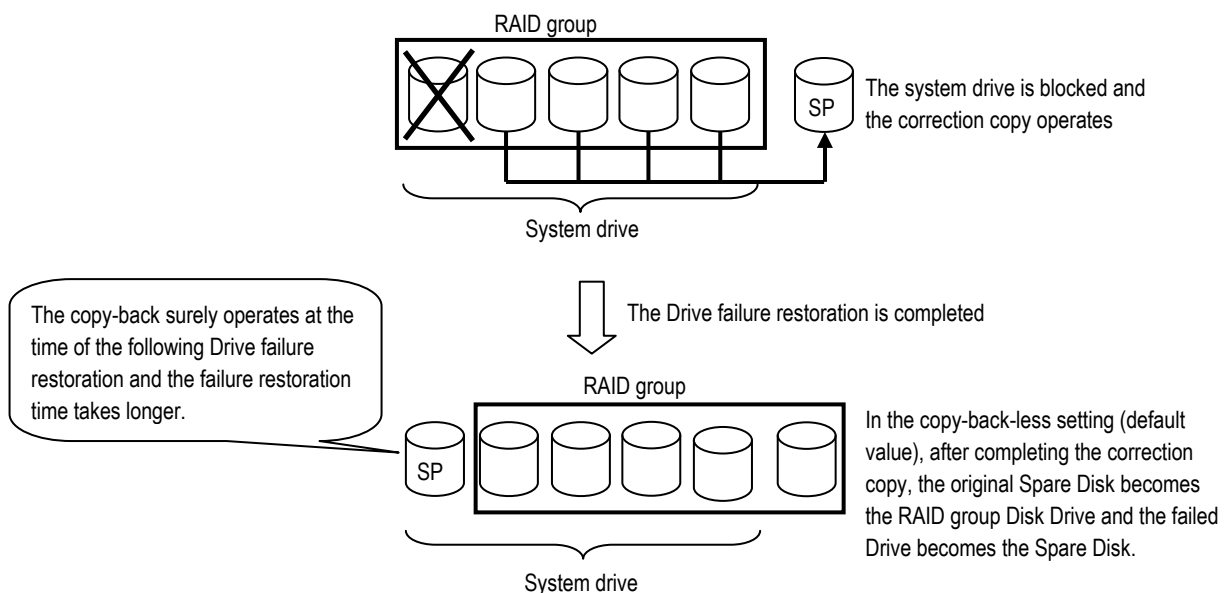 RAID group
SP
The system drive is blocked and
the correction copy operates
System drive
The Drive failure restoration is completed
The copy-back surely operates at the
time of the following Drive failure
restoration and the failure restoration
time takes longer.
RAID group
SP
In the copy-back-less setting (default
value), after completing the correction
copy, the original Spare Disk becomes
the RAID group Disk Drive and the failed
Drive becomes the Spare Disk.
System drive